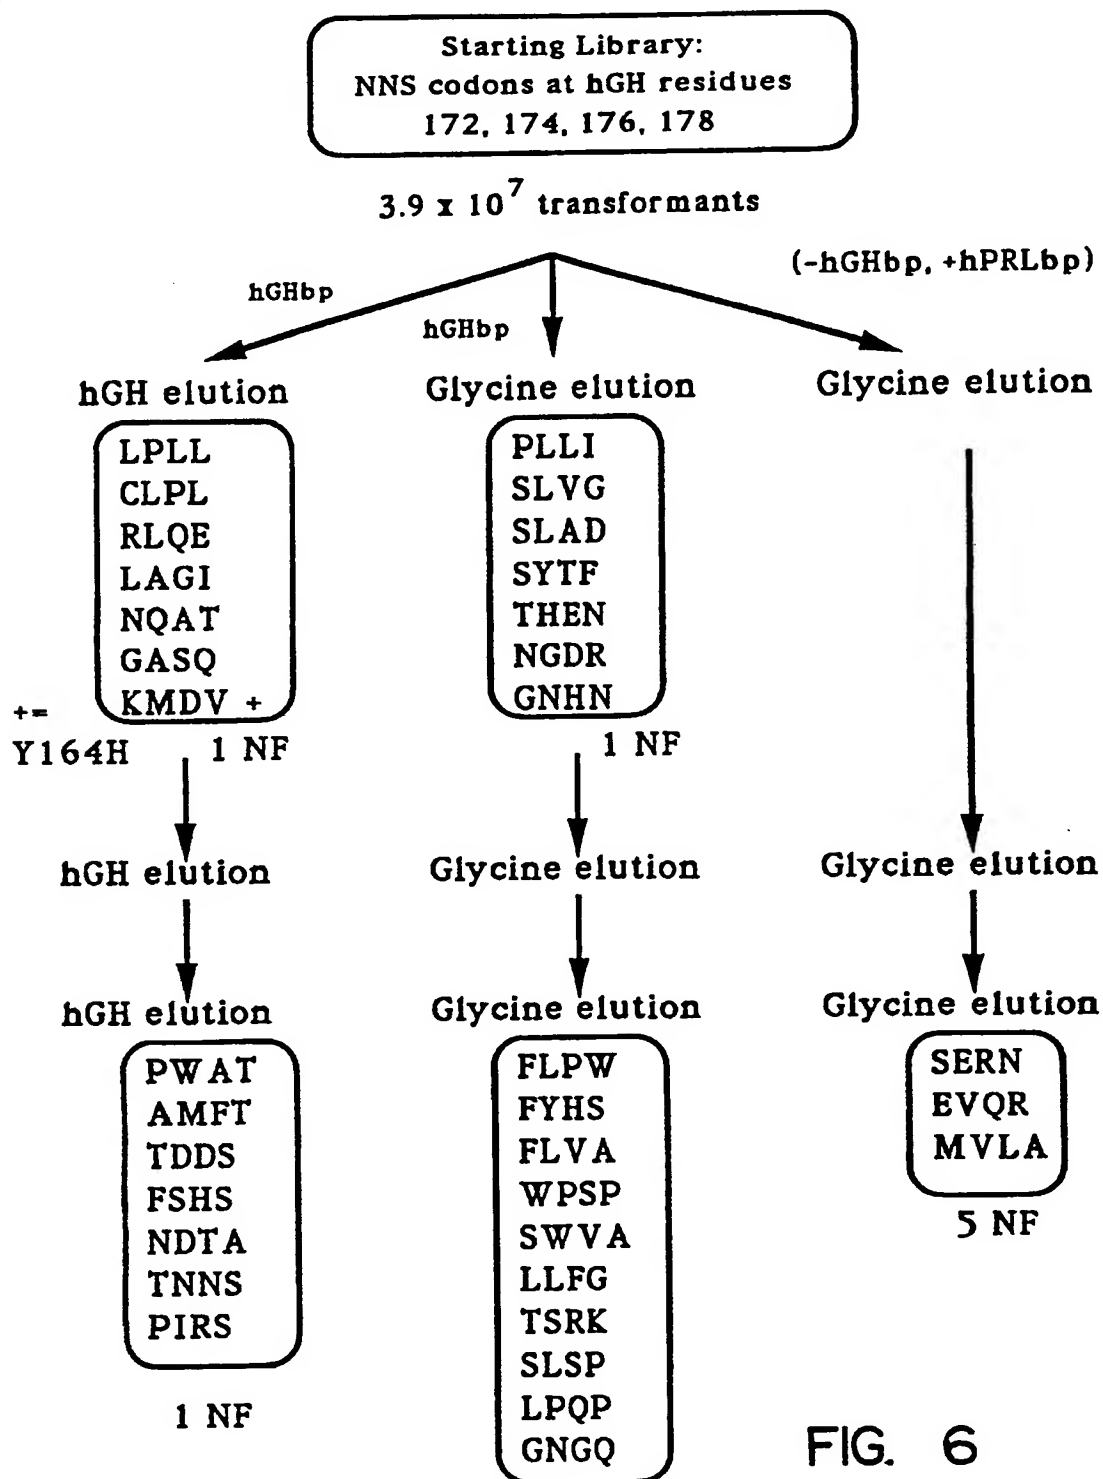 Starting Library:
NNS codons at hGH residues
172, 174, 176, 178
3.9 x 10^7 transformants
(-hGHbp, +hPRLbp)
hGHbp
hGHbp
hGH elution
Glycine elution
Glycine elution
LPLL
CLPL
RLQE
LAGI
NQAT
GASQ
KMDV +
+=
Y164H
1 NF
PLLI
SLVG
SLAD
SYTF
THEN
NGDR
GNHN
1 NF
hGH elution
Glycine elution
Glycine elution
hGH elution
Glycine elution
Glycine elution
PWAT
AMFT
TDDS
FSHS
NDTA
TNNS
PIRS
1 NF
FLPW
FYHS
FLVA
WPSP
SWVA
LLFG
TSRK
SLSP
LPQP
GNGQ
SERN
EVQR
MVLA
5 NF
FIG. 6